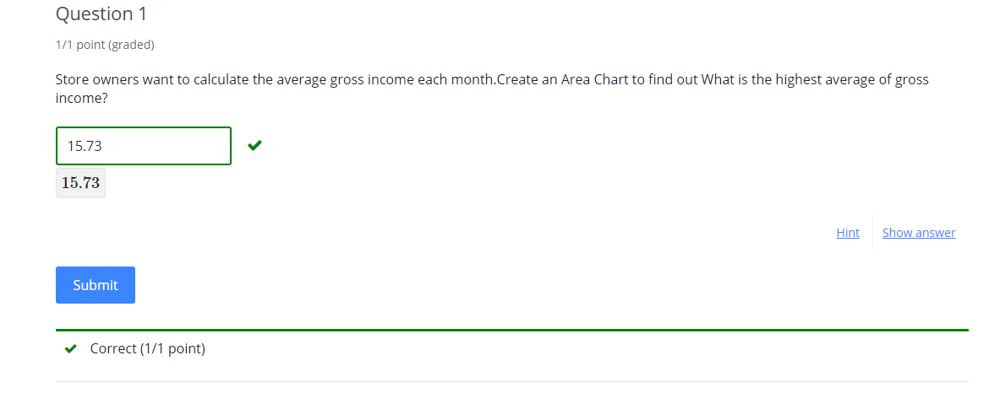 Question 1
1/1 point (graded)
Store owners want to calculate the average gross income each month.Create an Area Chart to find out What is the highest average of gross
income?
15.73
15.73
Hint Show answer
Submit
Correct (1/1 point)